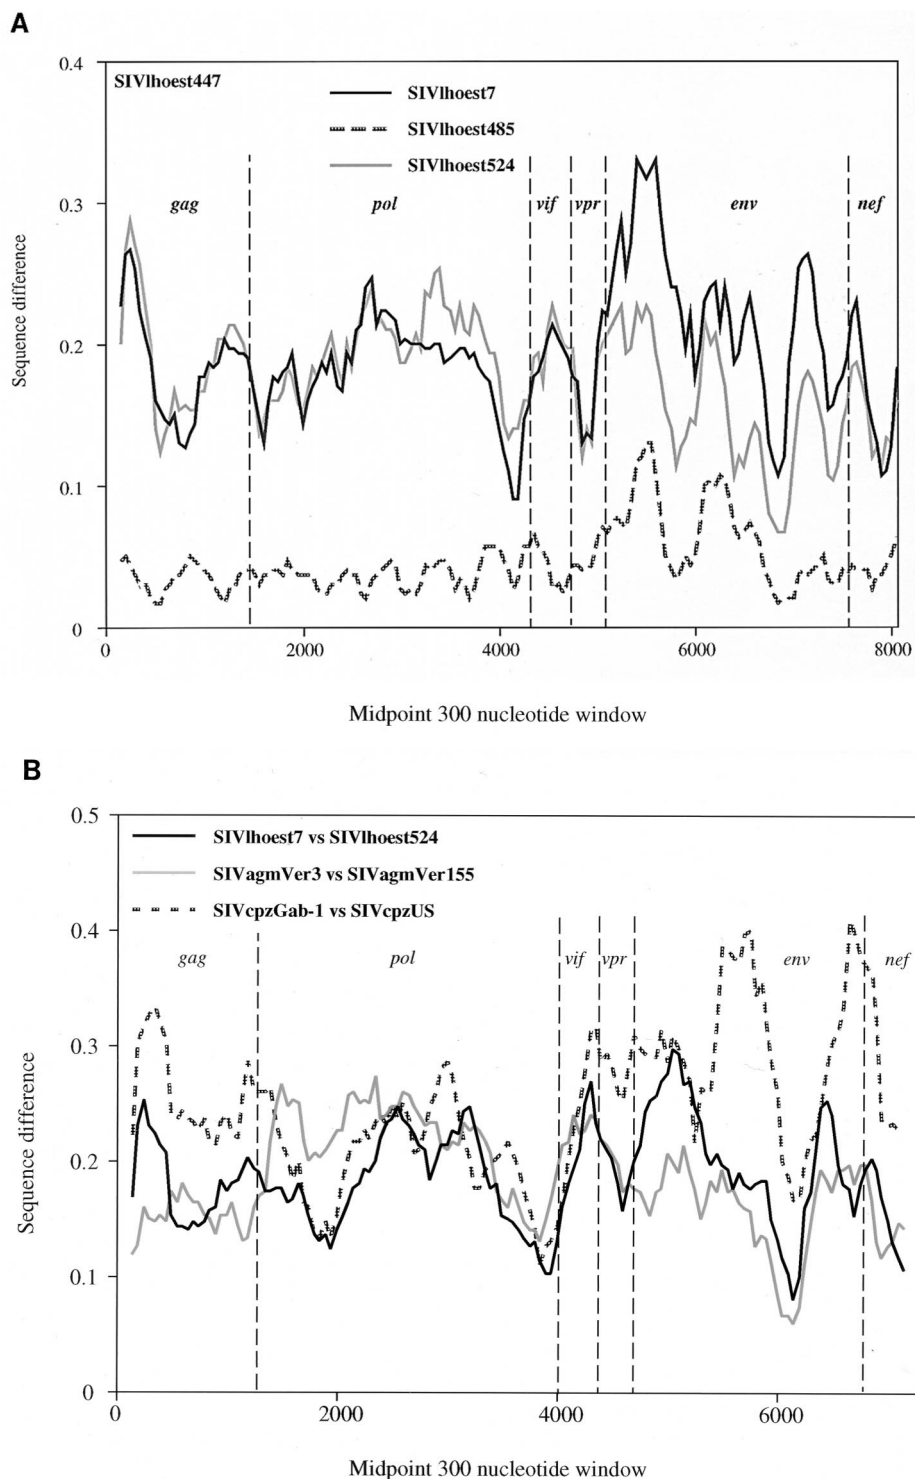 A
0.4
SIVlhoest447
SIVlhoest7
SIVlhoest485
SIVlhoest524
0.3
gag
pol
vif
vpr
env
nef
Sequence difference
0.2
0.1
0
0
2000
4000
6000
8000
Midpoint 300 nucleotide window
B
0.5
SIVlhoest7 vs SIVlhoest524
SIVagmVer3 vs SIVagmVer155
SIVcpzGab-1 vs SIVcpzUS
0.4
gag
pol
vif
vpr
env
nef
0.3
Sequence difference
0.2
0.1
0
0
2000
4000
6000
Midpoint 300 nucleotide window